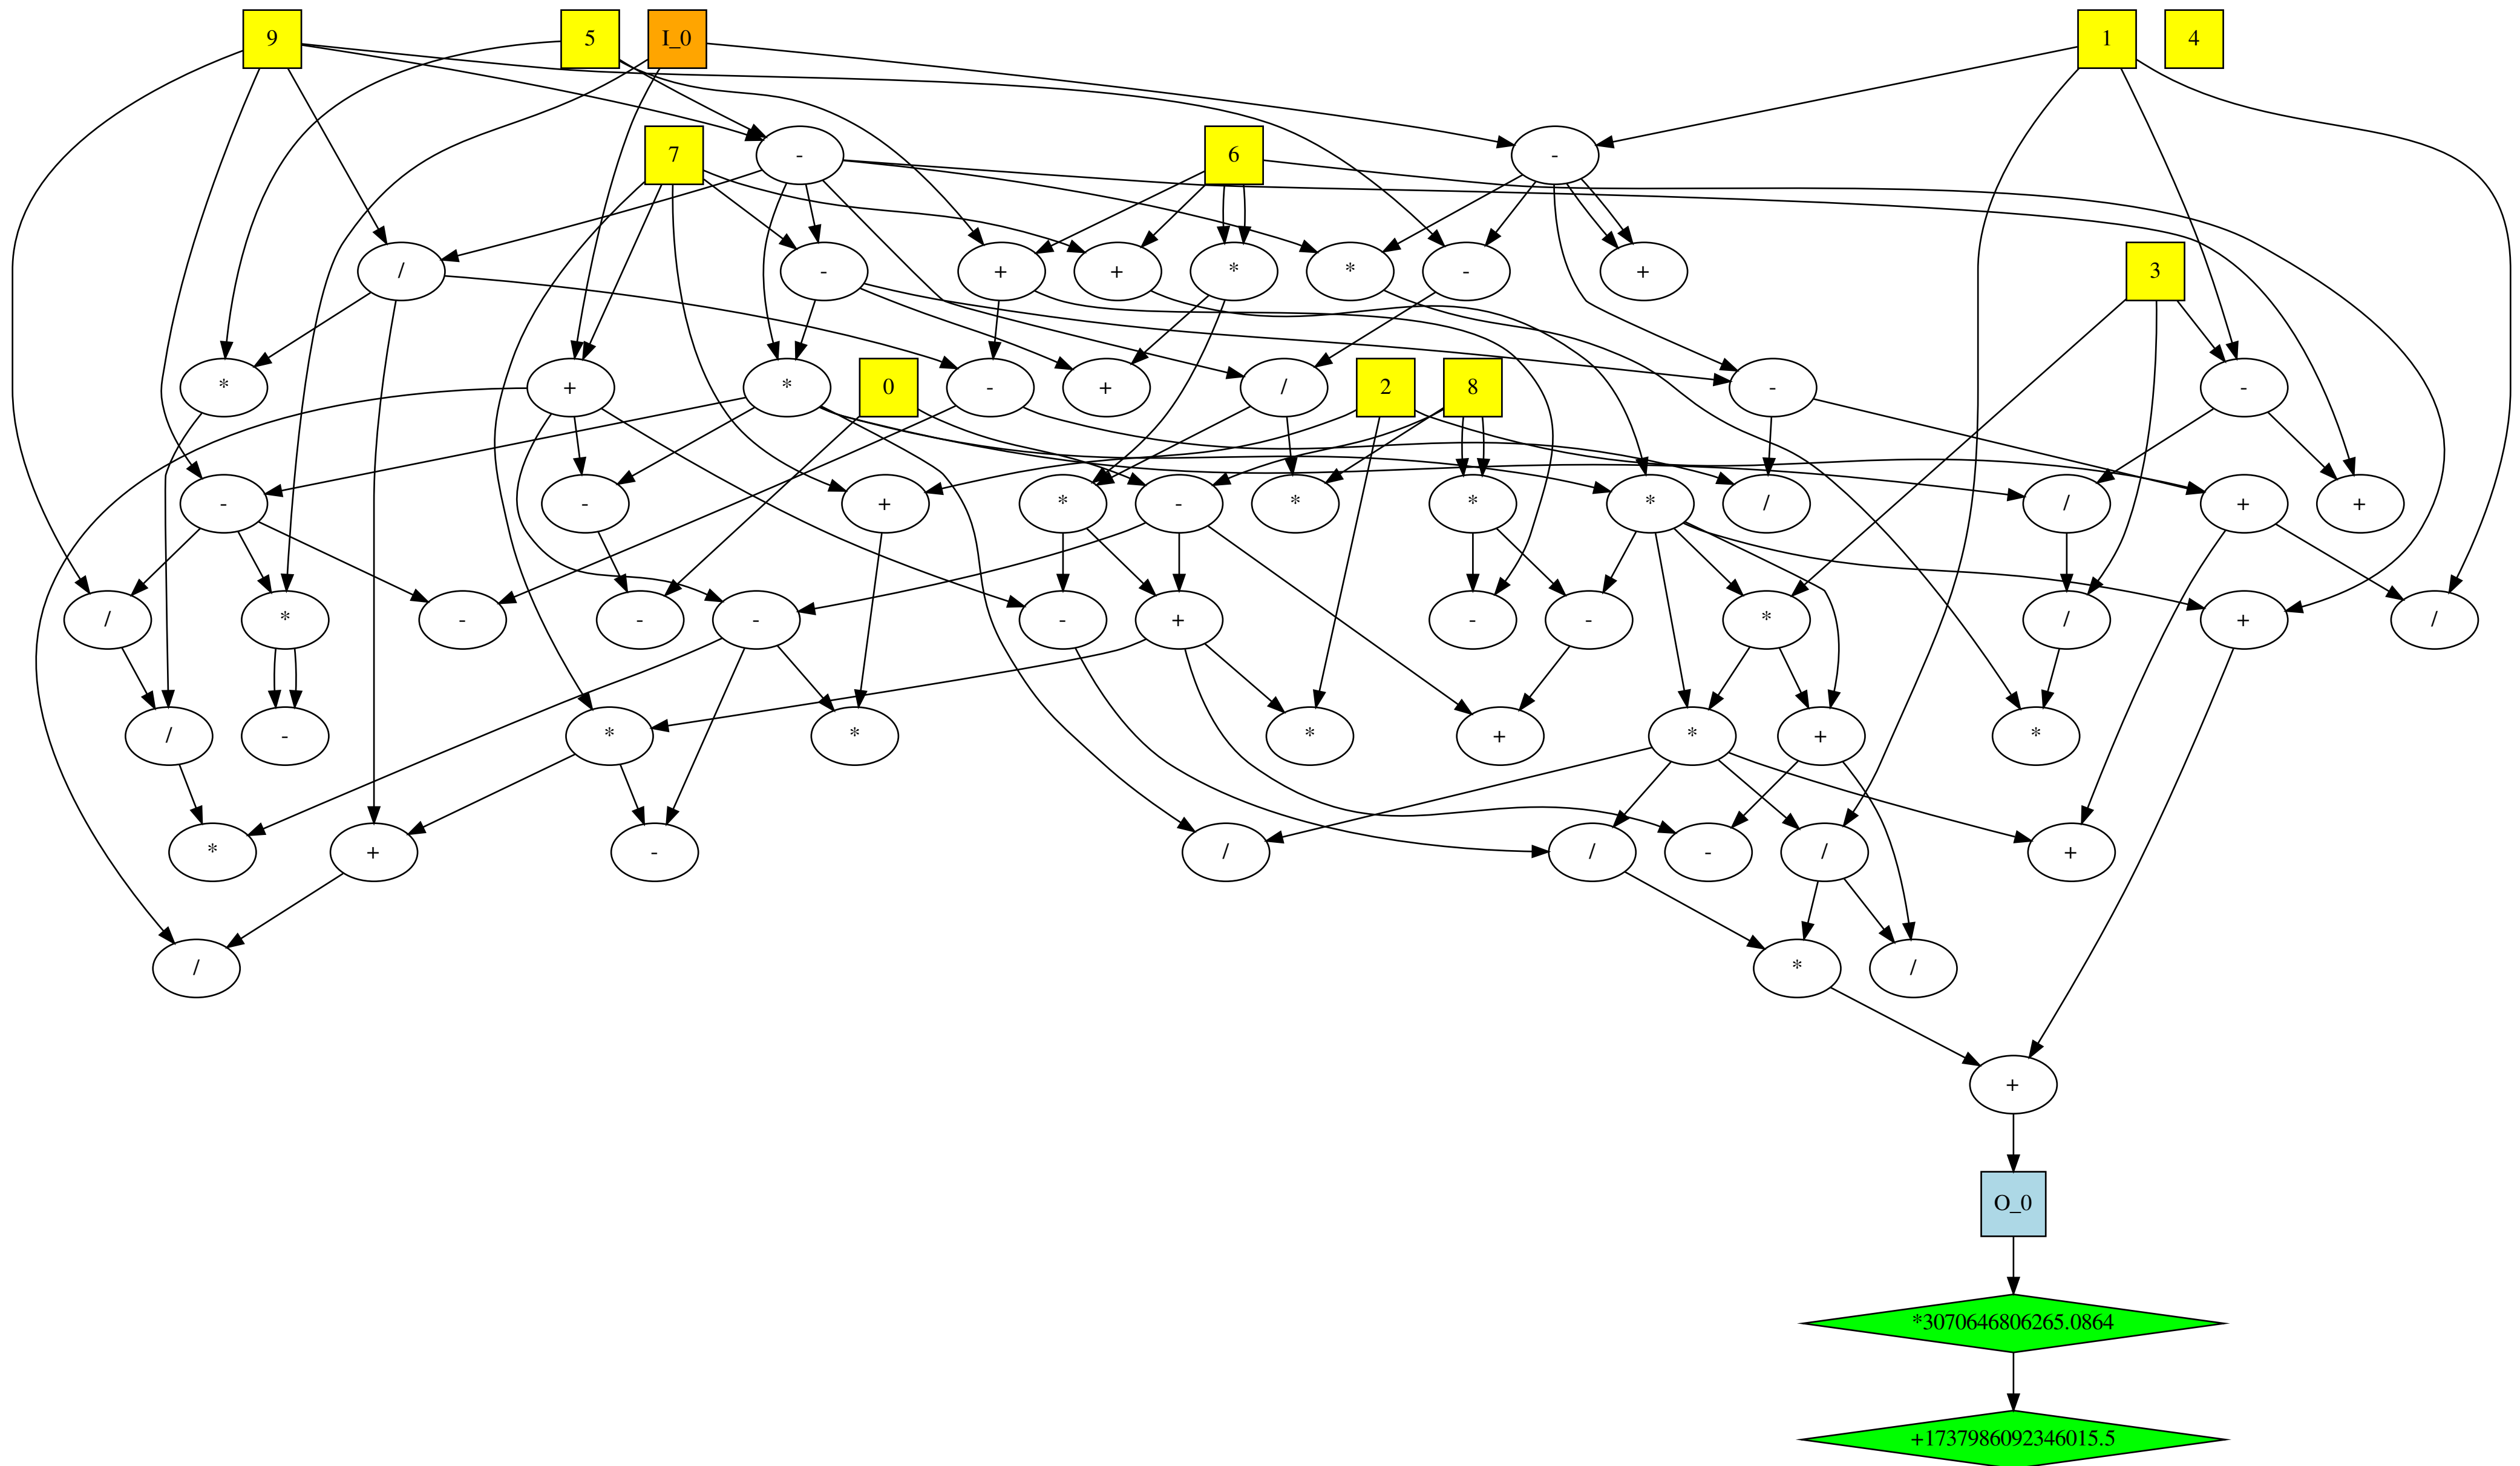 9 5 I_0 1 4
7 - 6 -
/ - + + * * - + 3
* + * 0 - + / 2 8 - -
- - + * - * * * / / + +
/ * - - - - + - - * / + /
/ - * * * + * + *
* + - / / - / +
/ * /
+
O_0
*3070646806265.0864
+1737986092346015.5